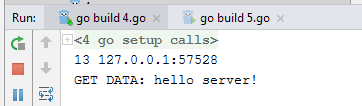 Run: go build 4.go × go build 5.go ×
<4 go setup calls>
13 127.0.0.1:57528
GET DATA: hello server!